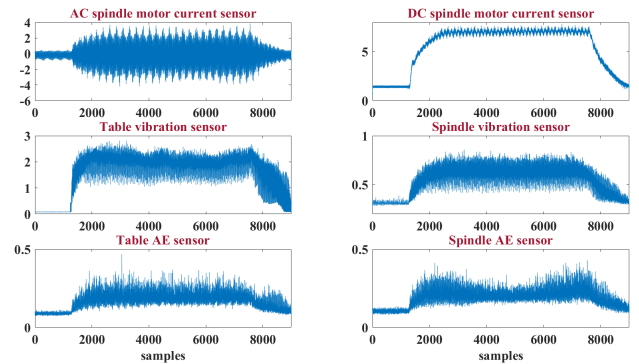 AC spindle motor current sensor
4
2
0
-2
-4
-6
0 2000 4000 6000 8000
DC spindle motor current sensor
5
0
0 2000 4000 6000 8000
Table vibration sensor
3
2
1
0
0 2000 4000 6000 8000
Spindle vibration sensor
1
0.5
0 2000 4000 6000 8000
Table AE sensor
0.5
0
0 2000 4000 6000 8000
samples
Spindle AE sensor
0.5
0
0 2000 4000 6000 8000
samples